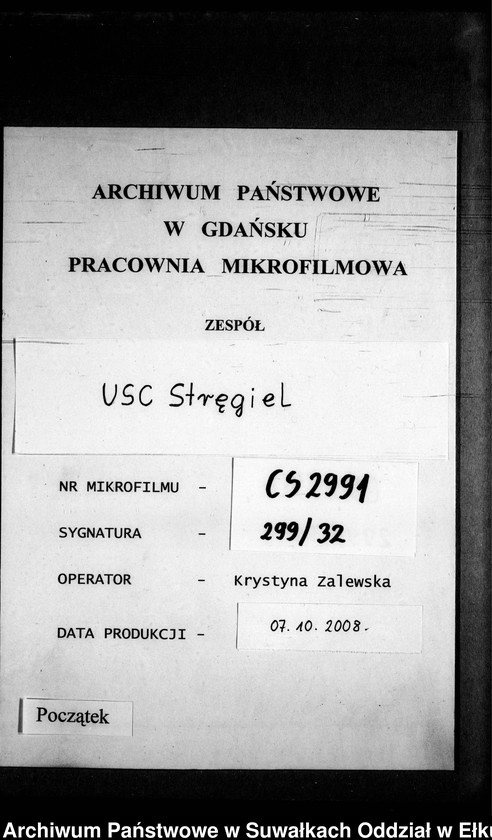 ARCHIWUM PAŃSTWOWE
W GDAŃSKU
PRACOWNIA MIKROFILMOWA
ZESPÓŁ
USC Stręgiel
NR MIKROFILMU - CS2991
SYGNATURA - 299/32
OPERATOR - Krystyna Zalewska
DATA PRODUKCJI - 07.10.2008.
Początek
Archiwum Państwowe w Suwałkach Oddział w Ełku